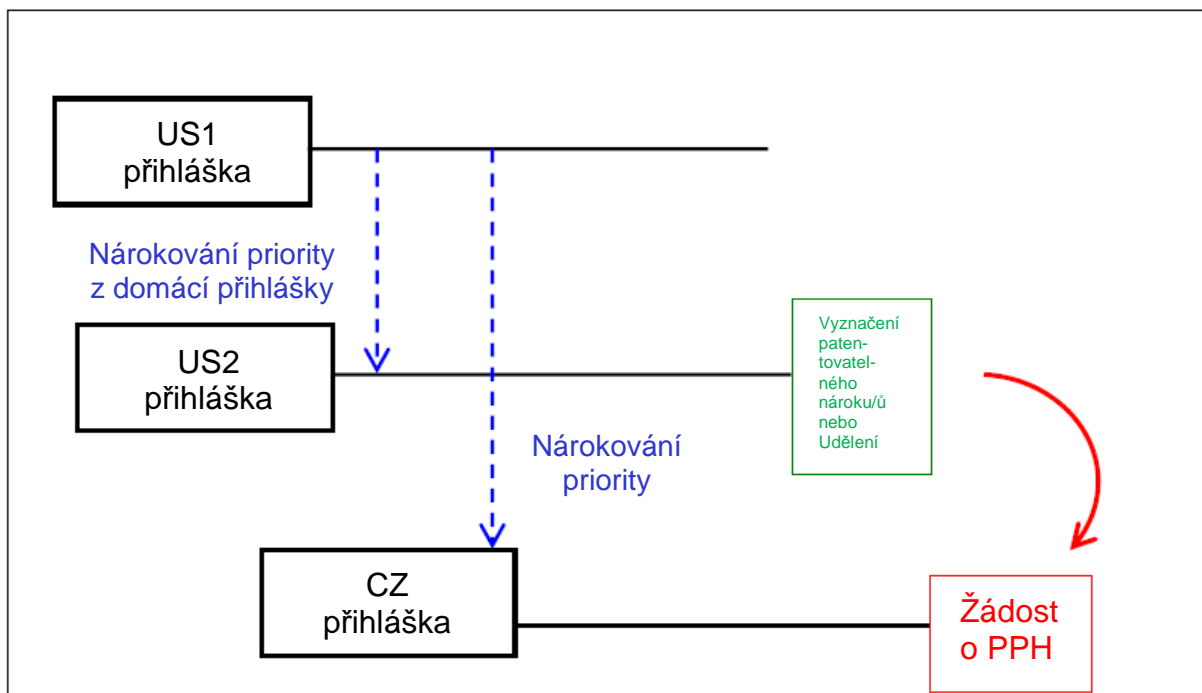 US1
přihláška
Nárokování priority
z domácí přihlášky
US2
přihláška
Vyznačení
paten-
tovatel-
ného
nároku/ů
nebo
Udělení
Nárokování
priority
CZ
přihláška
Žádost
o PPH